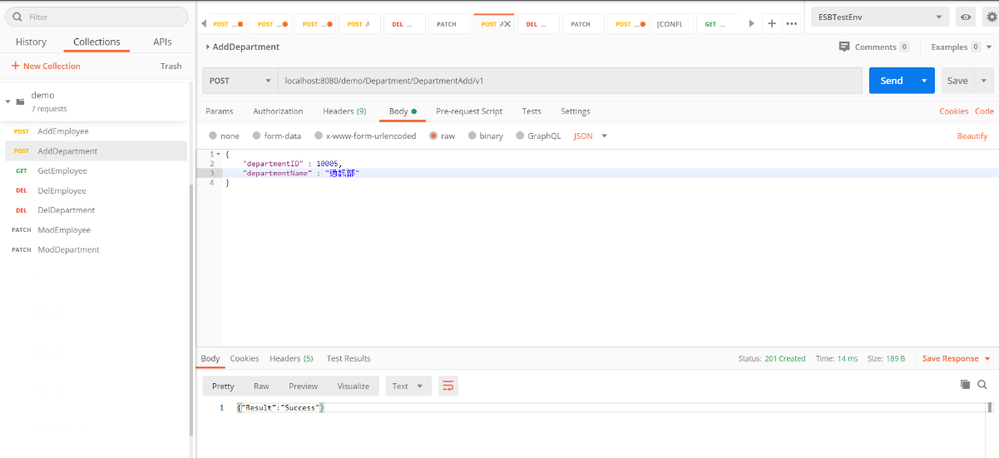 Filter
History Collections APIs
+ New Collection Trash
demo
7 requests
POST AddEmployee
POST AddDepartment
GET GetEmployee
DEL DelEmployee
DEL DelDepartment
PATCH ModEmployee
PATCH ModDepartment
POST ... POST ... POST ... POST A DEL ... PATCH POST A DEL ... PATCH POST ... [CONFL GET ... + ••• ESBTestEnv
AddDepartment Comments 0 Examples 0
POST localhost:8080/demo/Department/DepartmentAdd/v1 Send Save
Params Authorization Headers (9) Body Pre-request Script Tests Settings Cookies Code
none form-data x-www-form-urlencoded raw binary GraphQL JSON Beautify
1 {
2 "departmentID" : 10005,
3 "departmentName" : "通訊部"
4 }
Body Cookies Headers (5) Test Results Status: 201 Created Time: 14 ms Size: 189 B Save Response
Pretty Raw Preview Visualize Text
1 {"Result":"Success"}